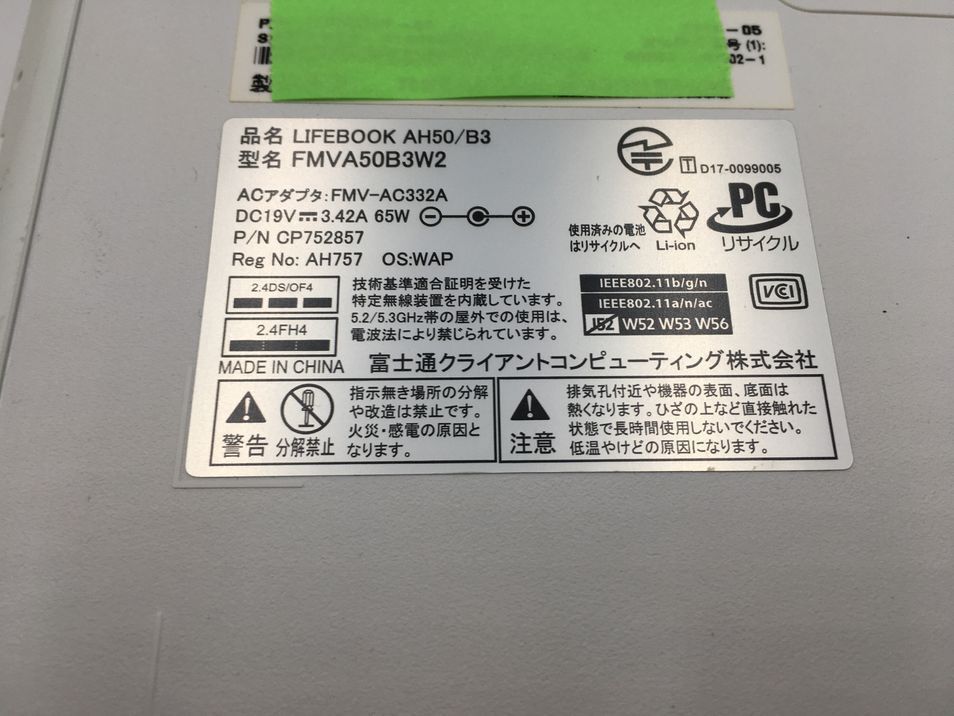 - 05
号 (1):
02-1
製
品名 LIFEBOOK AH50/B3
型名 FMVA50B3W2
D17-0099005
ACアダプタ:FMV-AC332A
DC19V 3.42A 65W
P/N CP752857
Reg No: AH757 OS:WAP
使用済みの電池
はリサイクルへ
Li-ion
PC
リサイクル
2.4DS/OF4
2.4FH4
MADE IN CHINA
技術基準適合証明を受けた
特定無線装置を内蔵しています。
5.2/5.3GHz帯の屋外での使用は、
電波法により禁じられています。
IEEE802.11b/g/n
IEEE802.11a/n/ac
J52 W52 W53 W56
VCI
富士通クライアントコンピューティング株式会社
警告
分解禁止
指示無き場所の分解
や改造は禁止です。
火災・感電の原因と
なります。
注意
排気孔付近や機器の表面、底面は
熱くなります。ひざの上など直接触れた
状態で長時間使用しないでください。
低温やけどの原因になります。